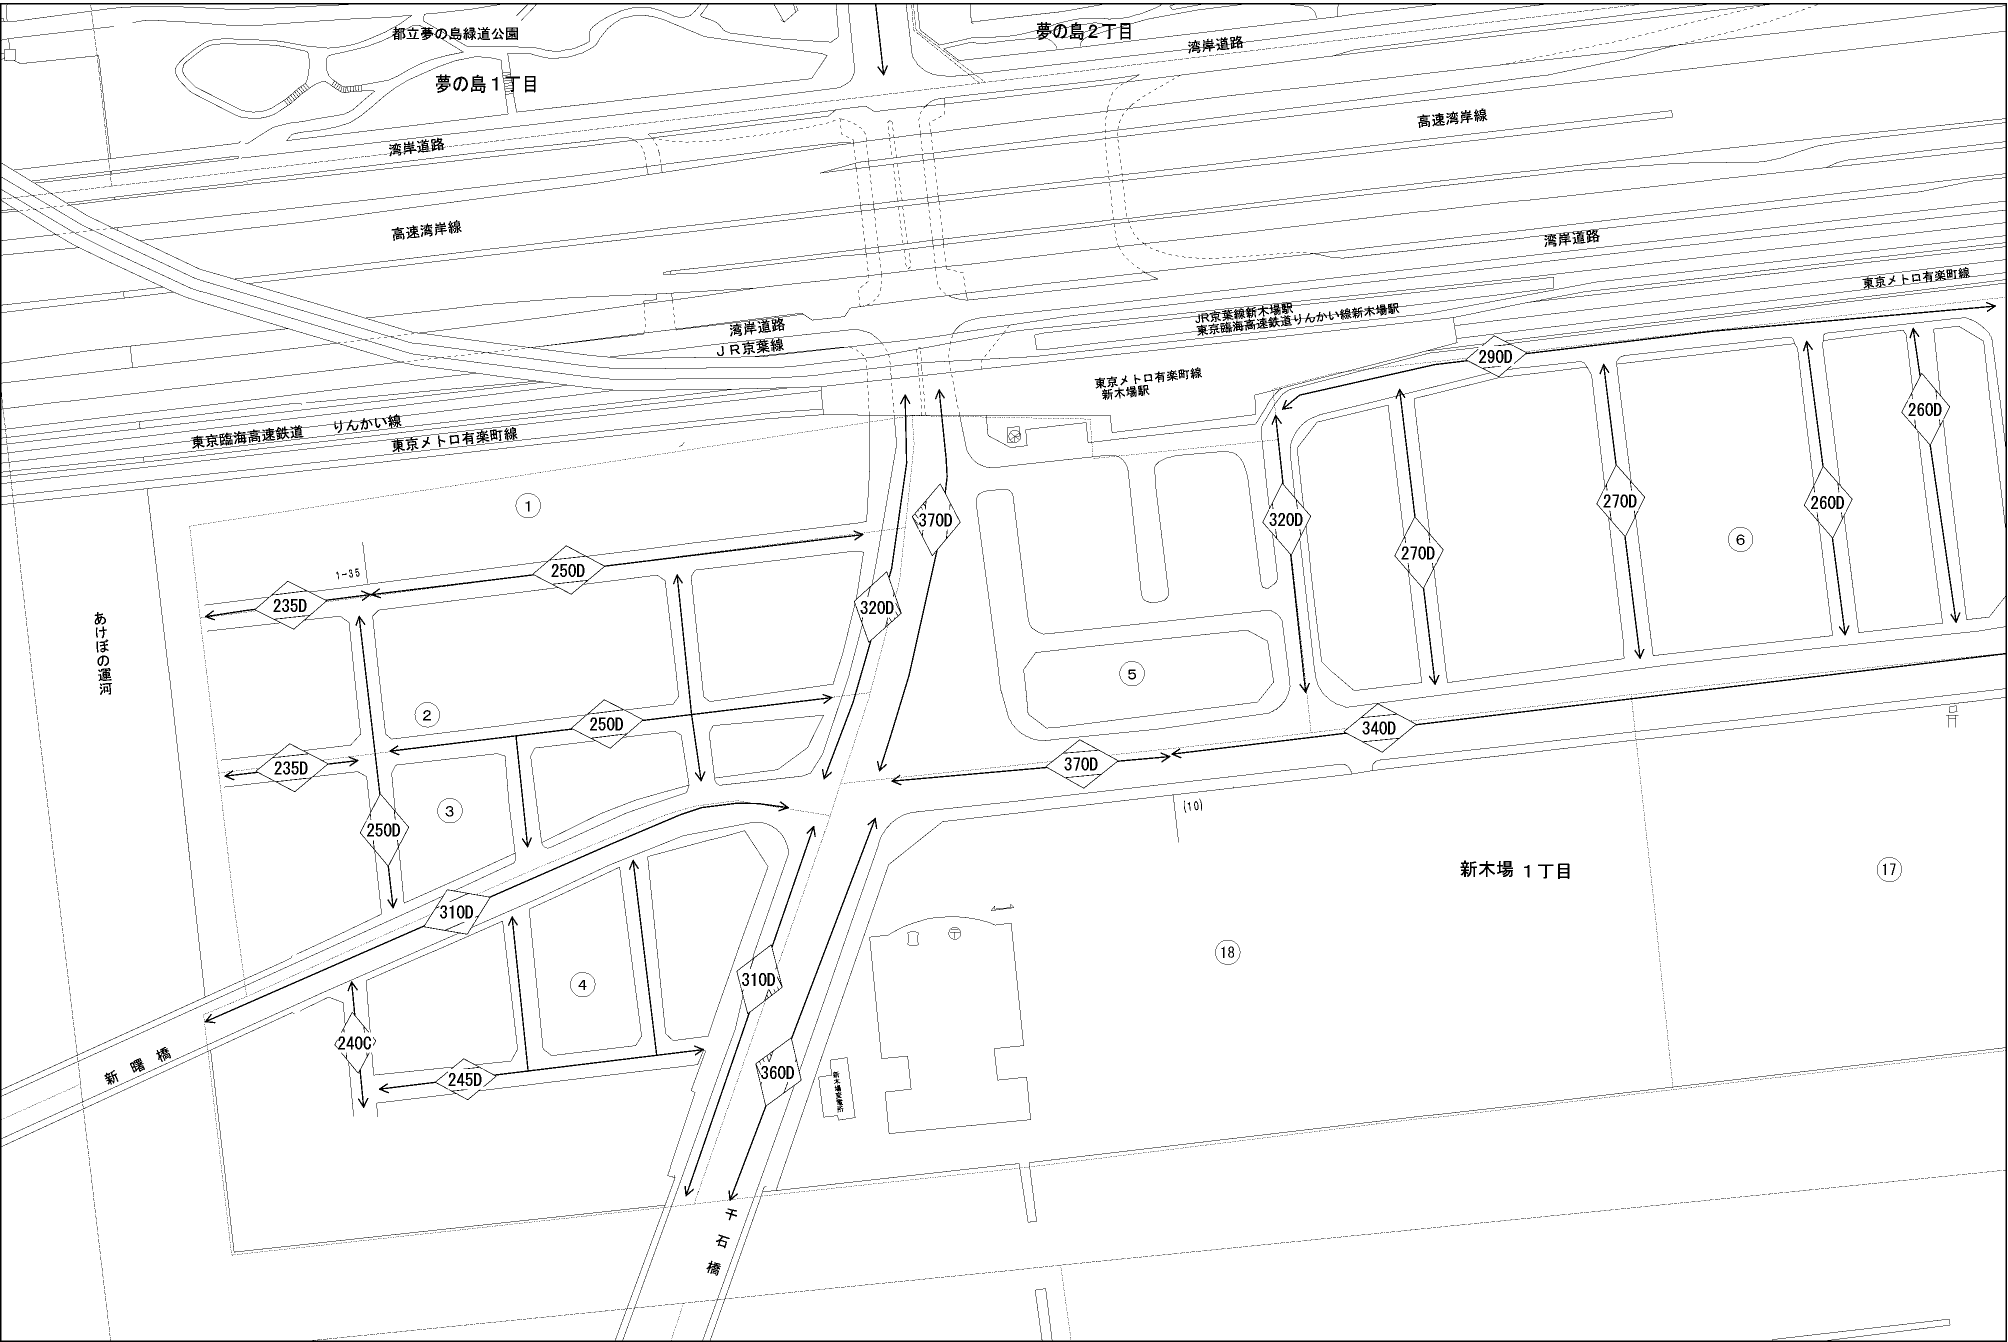 都立夢の島緑道公園
夢の島2丁目
湾岸道路
夢の島1丁目
高速湾岸線
湾岸道路
高速湾岸線
湾岸道路
東京メトロ有楽町線
JR京葉線新木場駅
東京臨海高速鉄道りんかい線新木場駅
湾岸道路
JR京葉線
290D
東京メトロ有楽町線
新木場駅
260D
東京臨海高速鉄道 りんかい線
東京メトロ有楽町線
①
370D
320D
270D
270D
260D
⑥
250D
1-35
235D
320D
あけぼの運河
⑤
②
250D
340D
235D
370D
③
250D
(10)
新木場 1丁目
⑰
310D
⑱
④
310D
240C
245D
360D
新曙橋
新木場変電所
千石橋